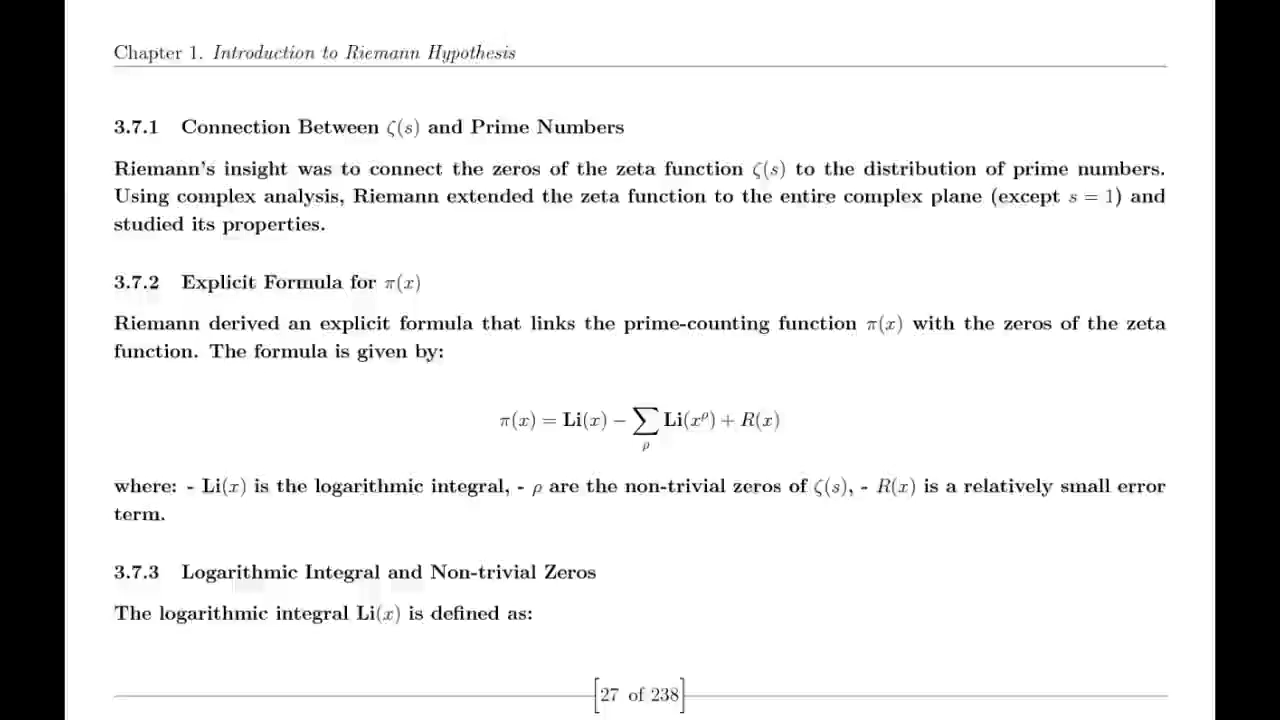 Chapter 1. Introduction to Riemann Hypothesis
3.7.1 Connection Between ζ(s) and Prime Numbers
Riemann's insight was to connect the zeros of the zeta function ζ(s) to the distribution of prime numbers.
Using complex analysis, Riemann extended the zeta function to the entire complex plane (except s = 1) and
studied its properties.
3.7.2 Explicit Formula for π(x)
Riemann derived an explicit formula that links the prime-counting function π(x) with the zeros of the zeta
function. The formula is given by:
π(x) = Li(x) − ∑ Li(x^ρ) + R(x)
ρ
where: - Li(x) is the logarithmic integral, - ρ are the non-trivial zeros of ζ(s), - R(x) is a relatively small error
term.
3.7.3 Logarithmic Integral and Non-trivial Zeros
The logarithmic integral Li(x) is defined as:
[27 of 238]